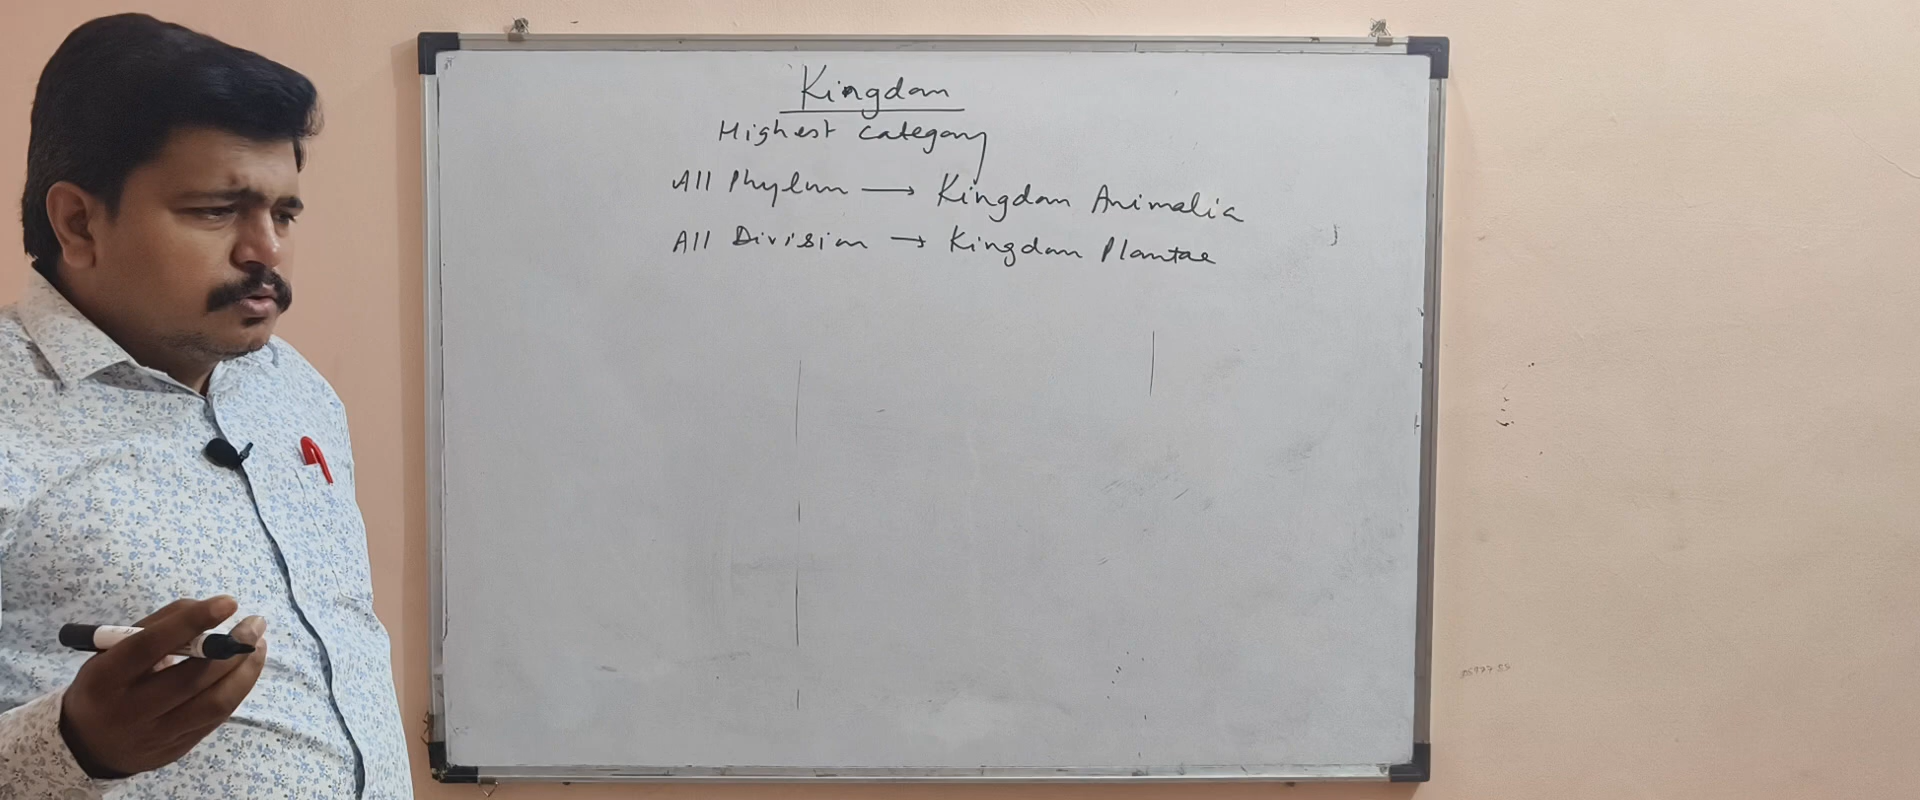 Kingdom
Highest Category
All Phylum → Kingdom Animalia
All Division → Kingdom Plantae